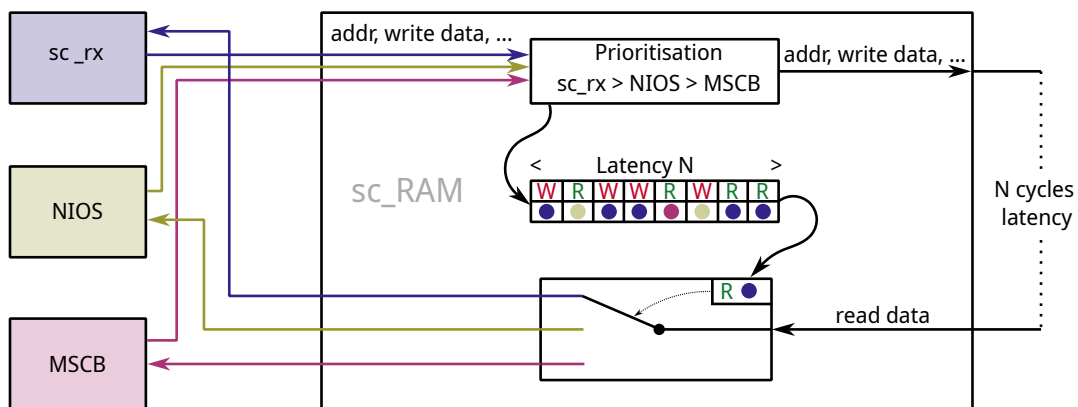 sc _rx
addr, write data, ...
Prioritisation
sc_rx > NIOS > MSCB
addr, write data, ...
< Latency N >
W R W W R W R R
sc_RAM
NIOS
N cycles
latency
R
read data
MSCB